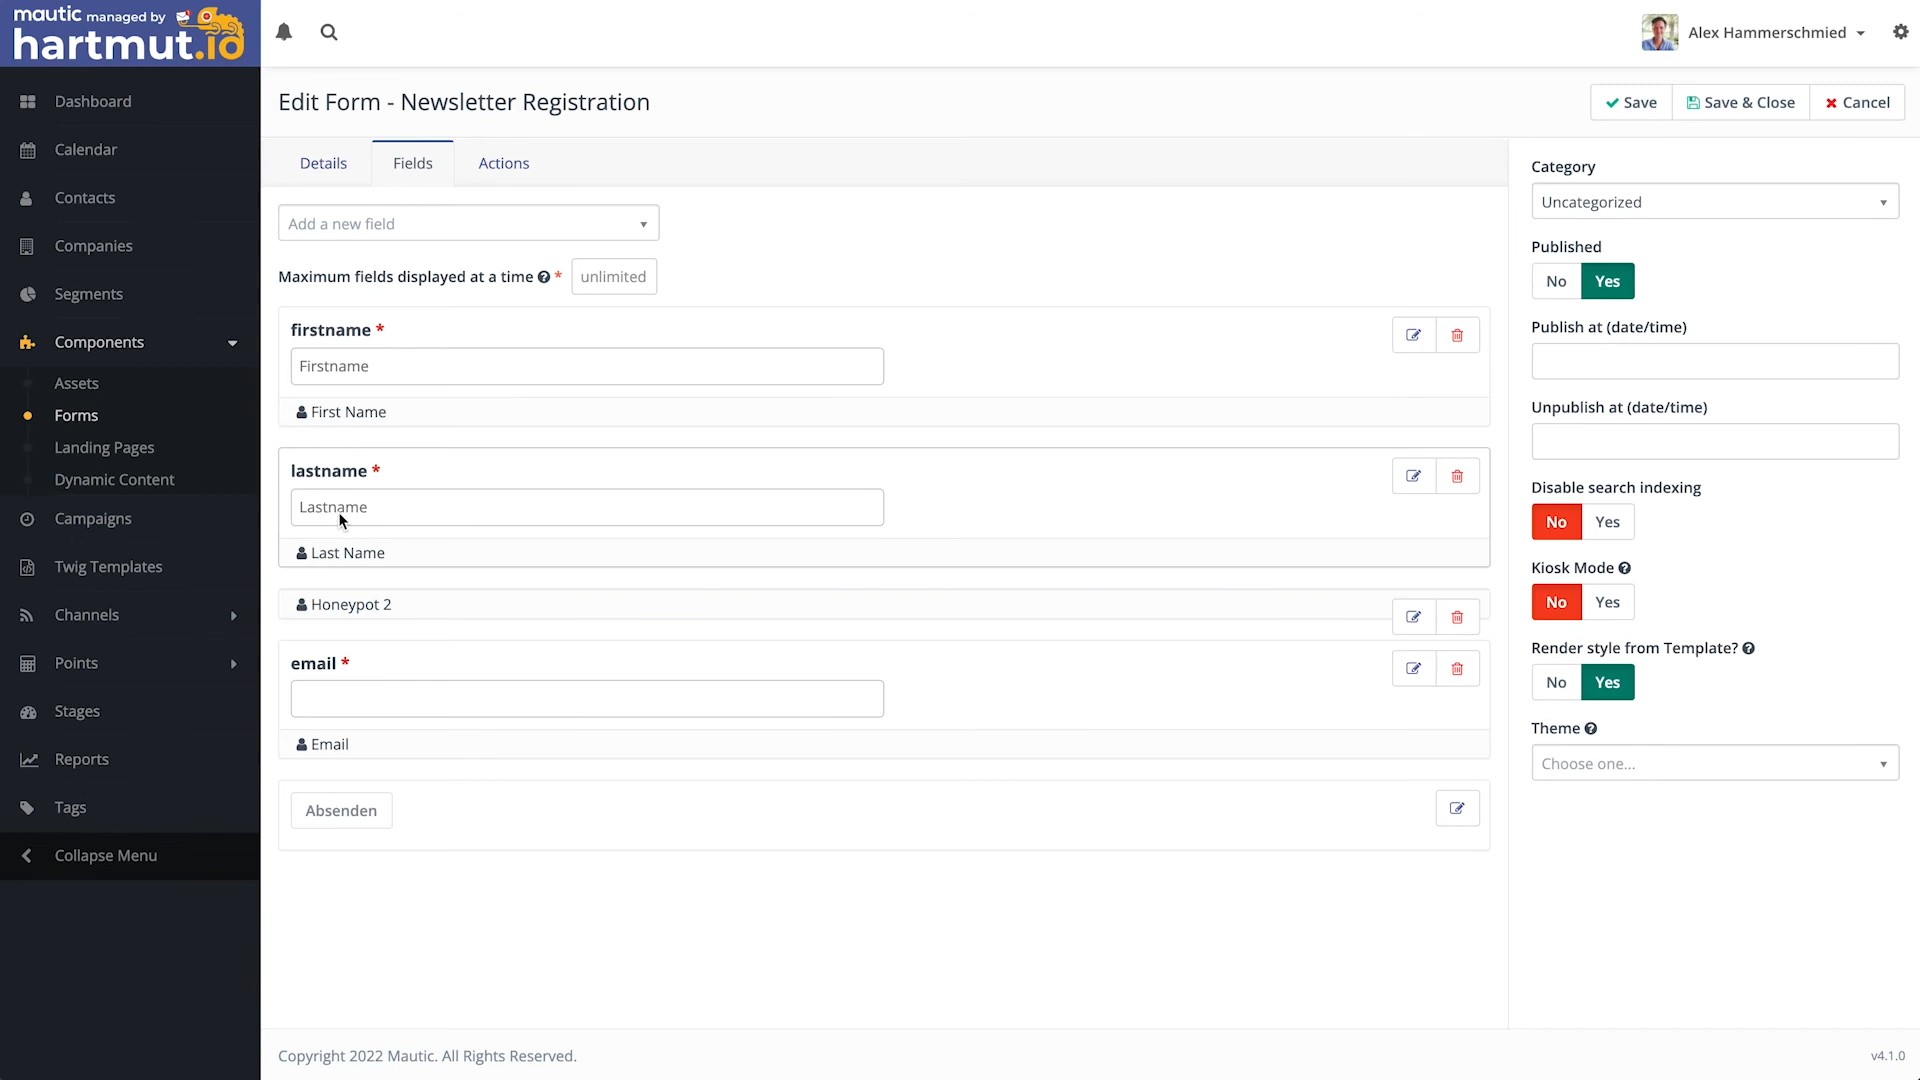 mautic managed by
hartmut.io
Alex Hammerschmied
Dashboard
Calendar
Contacts
Companies
Segments
Components
Assets
Forms
Landing Pages
Dynamic Content
Campaigns
Twig Templates
Channels
Points
Stages
Reports
Tags
Collapse Menu
Edit Form - Newsletter Registration
Save
Save & Close
Cancel
Details
Fields
Actions
Add a new field
Maximum fields displayed at a time * unlimited
firstname *
Firstname
First Name
lastname *
Lastname
Last Name
Honeypot 2
email *
Email
Absenden
Category
Uncategorized
Published
No Yes
Publish at (date/time)
Unpublish at (date/time)
Disable search indexing
No Yes
Kiosk Mode
No Yes
Render style from Template?
No Yes
Theme
Choose one...
Copyright 2022 Mautic. All Rights Reserved.
v4.1.0